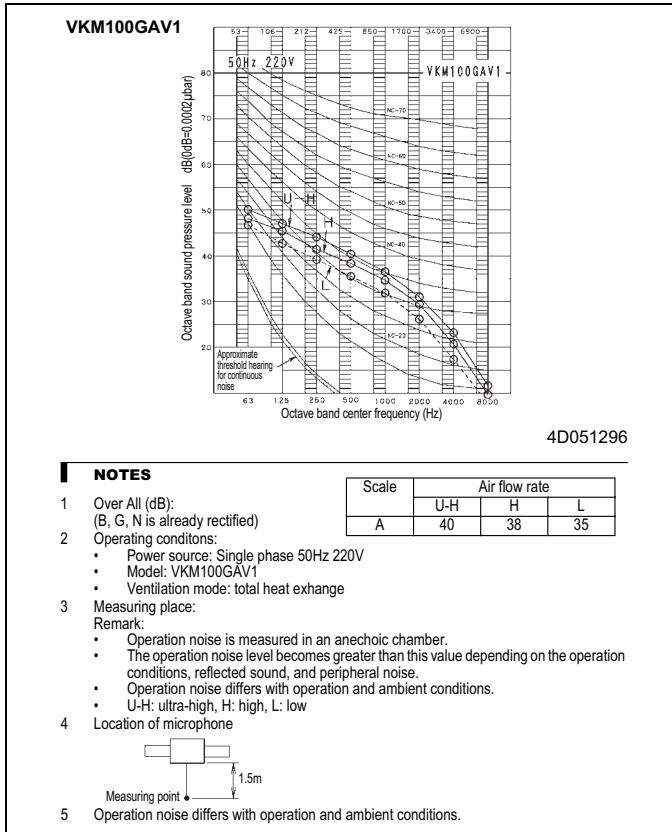 VKM100GAV1
53 106 212 425 850 1700 3400 6800
50Hz 220V
VKM100GAV1
Octave band sound pressure level dB(0dB=0.0002µbar)
80
70
60
50
40
30
20
NC-70
NC-60
NC-50
NC-40
U-H
H
L
Approximate
threshold hearing
for continuous
noise
63 125 250 500 1000 2000 4000 8000
Octave band center frequency (Hz)
4D051296
NOTES
1 Over All (dB):
(B, G, N is already rectified)
Scale Air flow rate
U-H H L
A 40 38 35
2 Operating conditons:
• Power source: Single phase 50Hz 220V
• Model: VKM100GAV1
• Ventilation mode: total heat exhange
3 Measuring place:
Remark:
• Operation noise is measured in an anechoic chamber.
• The operation noise level becomes greater than this value depending on the operation
conditions, reflected sound, and peripheral noise.
• Operation noise differs with operation and ambient conditions.
• U-H: ultra-high, H: high, L: low
4 Location of microphone
1.5m
Measuring point
5 Operation noise differs with operation and ambient conditions.